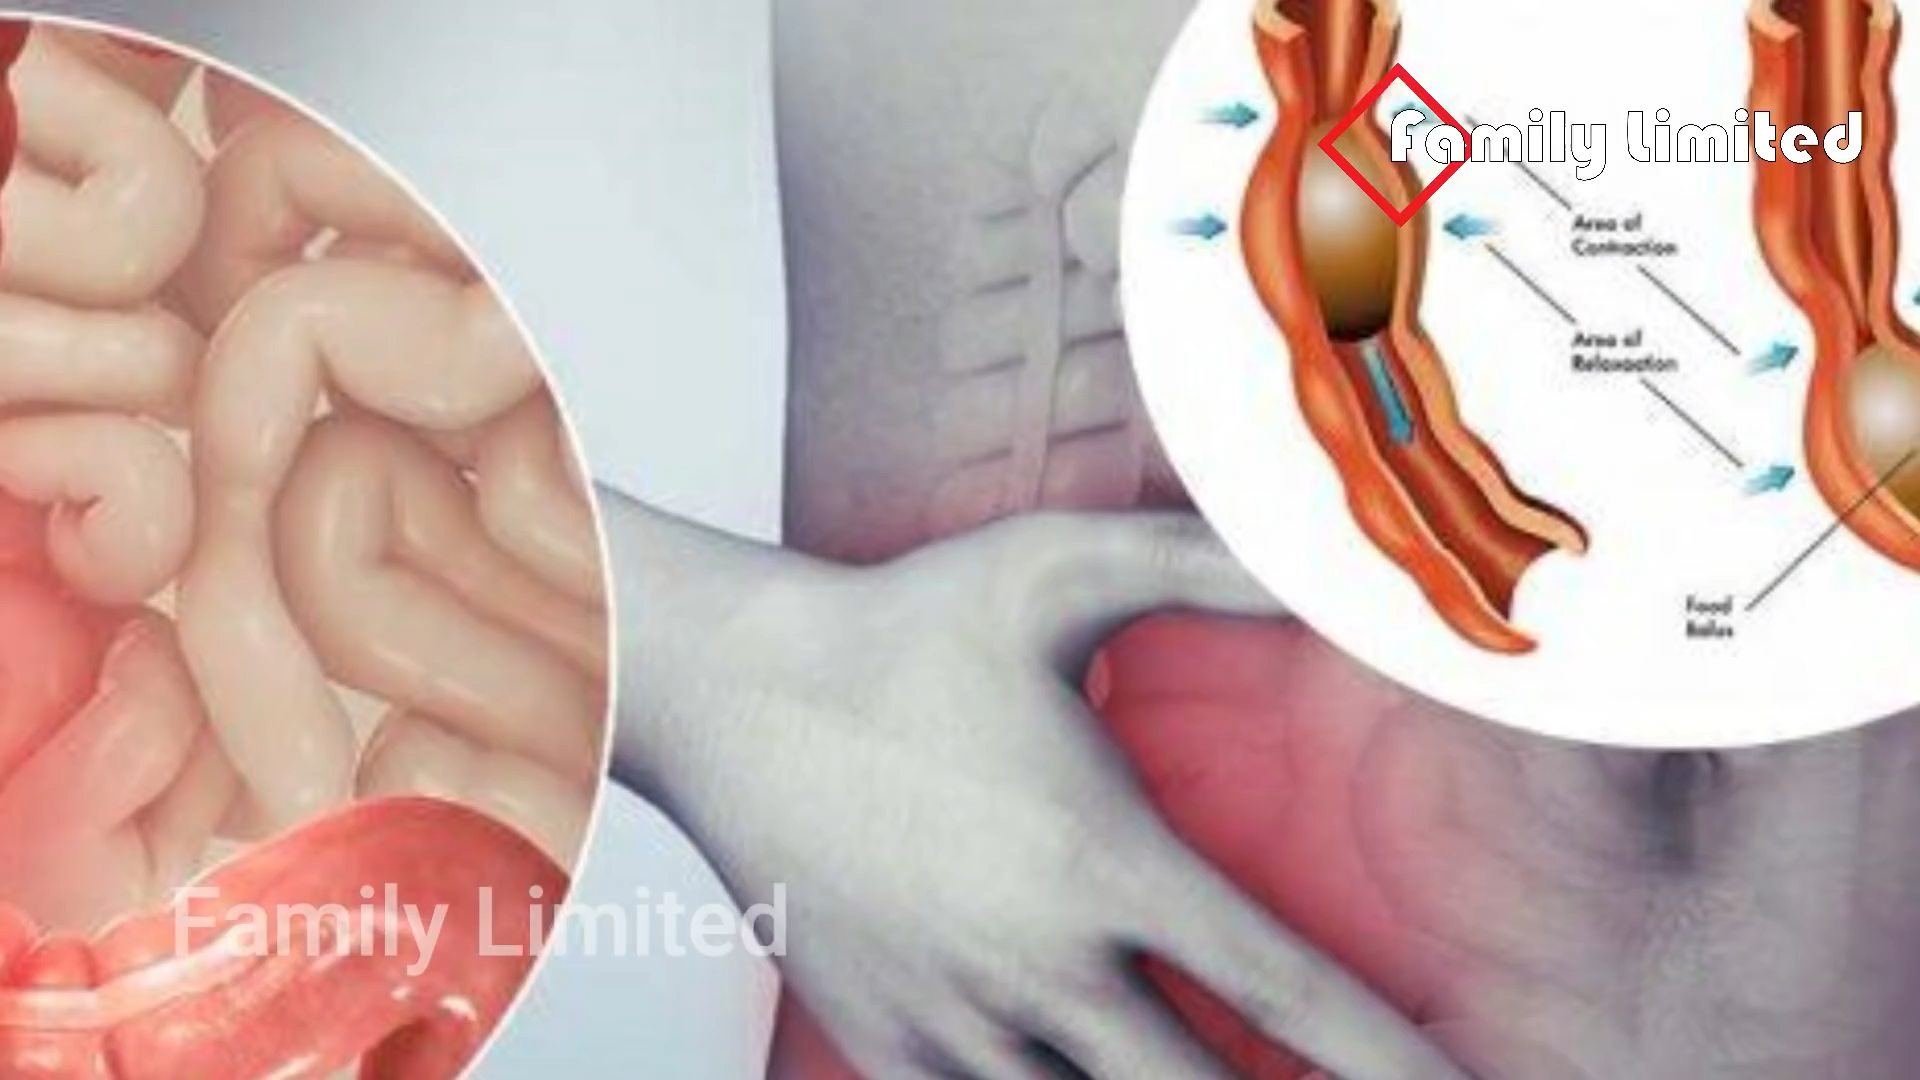 Family Limited
Area of
Contraction
Area of
Relaxation
Food
Bolus
Family Limited